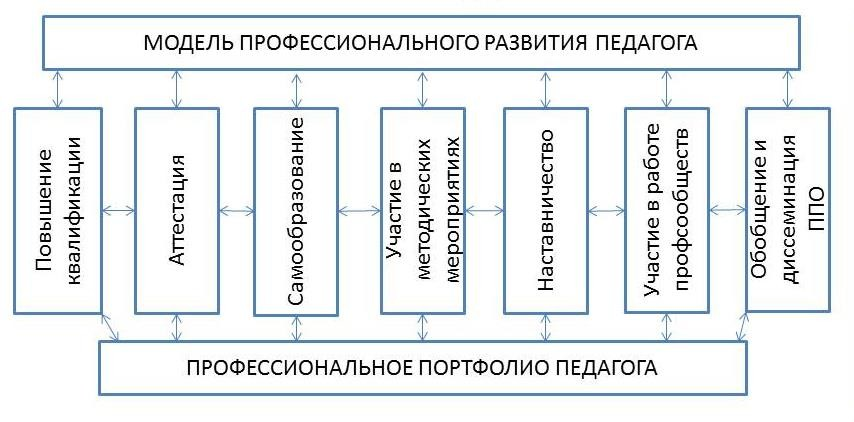 МОДЕЛЬ ПРОФЕССИОНАЛЬНОГО РАЗВИТИЯ ПЕДАГОГА
Повышение
квалификации
Аттестация
Самообразование
Участие в
методических
мероприятиях
Наставничество
Участие в работе
профсообществ
Обобщение и
диссеминация
ППО
ПРОФЕССИОНАЛЬНОЕ ПОРТФОЛИО ПЕДАГОГА